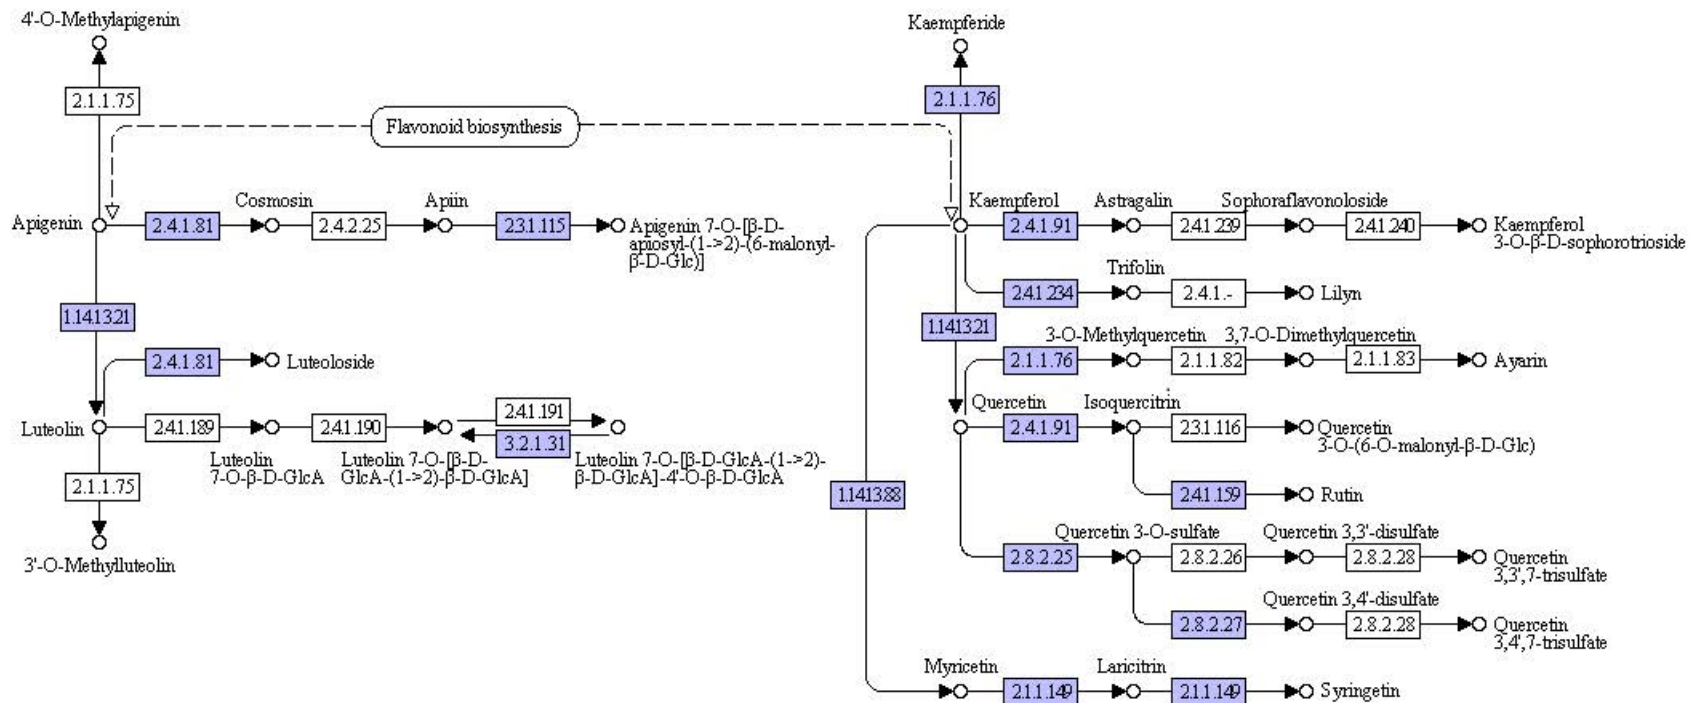 4'-O-Methylapigenin
Kaempferide
2.1.1.75
2.1.1.76
Flavonoid biosynthesis
Apigenin
2.4.1.81
Cosmosin
2.4.2.25
Apiin
2.3.1.115
Apigenin 7-O-[β-D-
apiosyl-(1->2)-(6-malonyl-
β-D-Glc)]
Kaempferol
2.4.1.91
Astragalin
2.4.1.239
Sophoraflavonoloside
2.4.1.240
Kaempferol
3-O-β-D-sophorotrioside
2.4.1.234
Trifolin
2.4.1.-
Lilyn
1.14.13.21
1.14.13.21
2.4.1.81
Luteoloside
3-O-Methylquercetin
3,7-O-Dimethylquercetin
2.1.1.76
2.1.1.82
2.1.1.83
Ayarin
Luteolin
2.4.1.189
Luteolin
7-O-β-D-GlcA
2.4.1.190
Luteolin 7-O-[β-D-
GlcA-(1->2)-β-D-GlcA]
2.4.1.191
3.2.1.31
Luteolin 7-O-[β-D-GlcA-(1->2)-
β-D-GlcA]-4'-O-β-D-GlcA
Quercetin
2.4.1.91
Isoquercitrin
2.3.1.116
Quercetin
3-O-(6-O-malonyl-β-D-Glc)
2.1.1.75
3'-O-Methylluteolin
1.14.13.88
2.4.1.159
Rutin
2.8.2.25
Quercetin 3-O-sulfate
2.8.2.26
Quercetin 3,3'-disulfate
2.8.2.28
Quercetin
3,3',7-trisulfate
2.8.2.27
Quercetin 3,4'-disulfate
2.8.2.28
Quercetin
3,4',7-trisulfate
Myricetin
2.1.1.149
Laricitrin
2.1.1.149
Syringetin